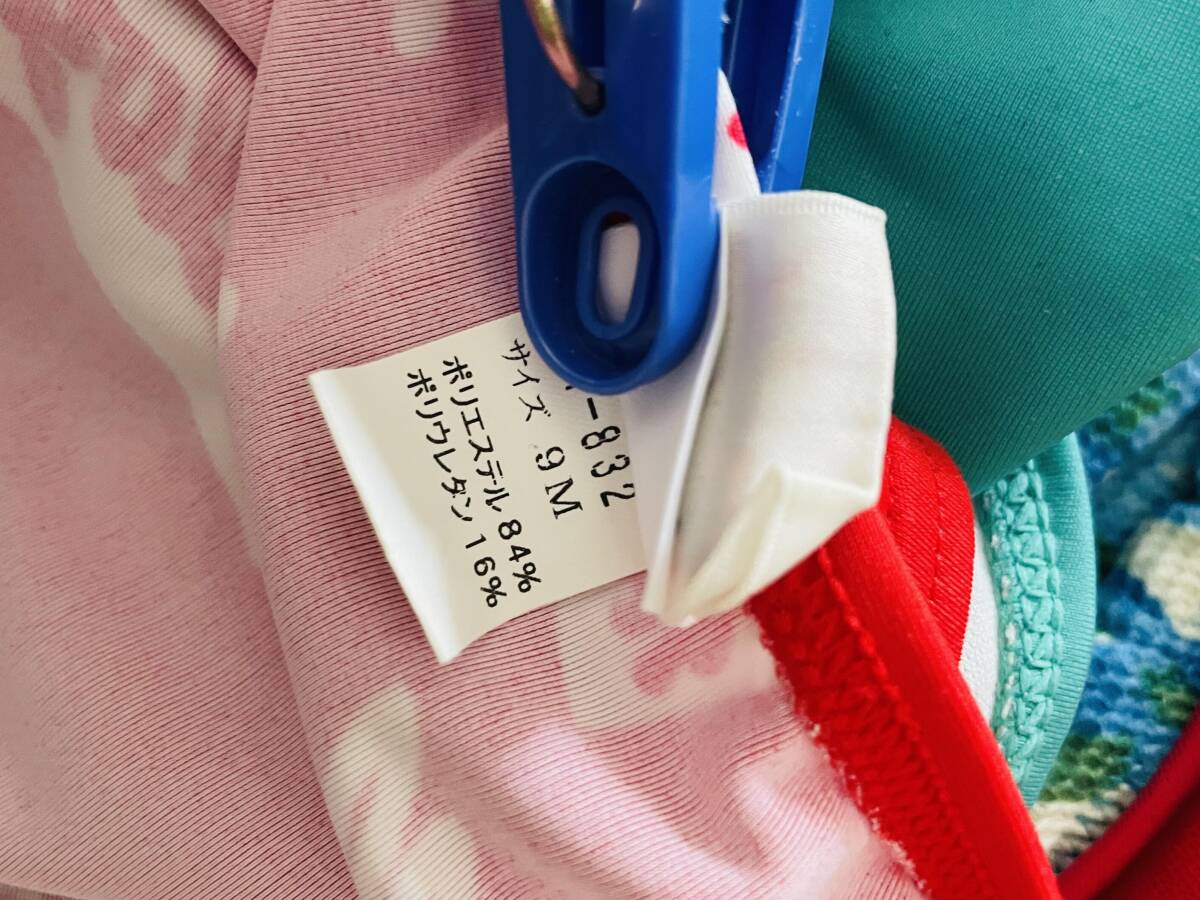 -832
サイズ 9M
ポリエステル 84%
ポリウレタン 16%